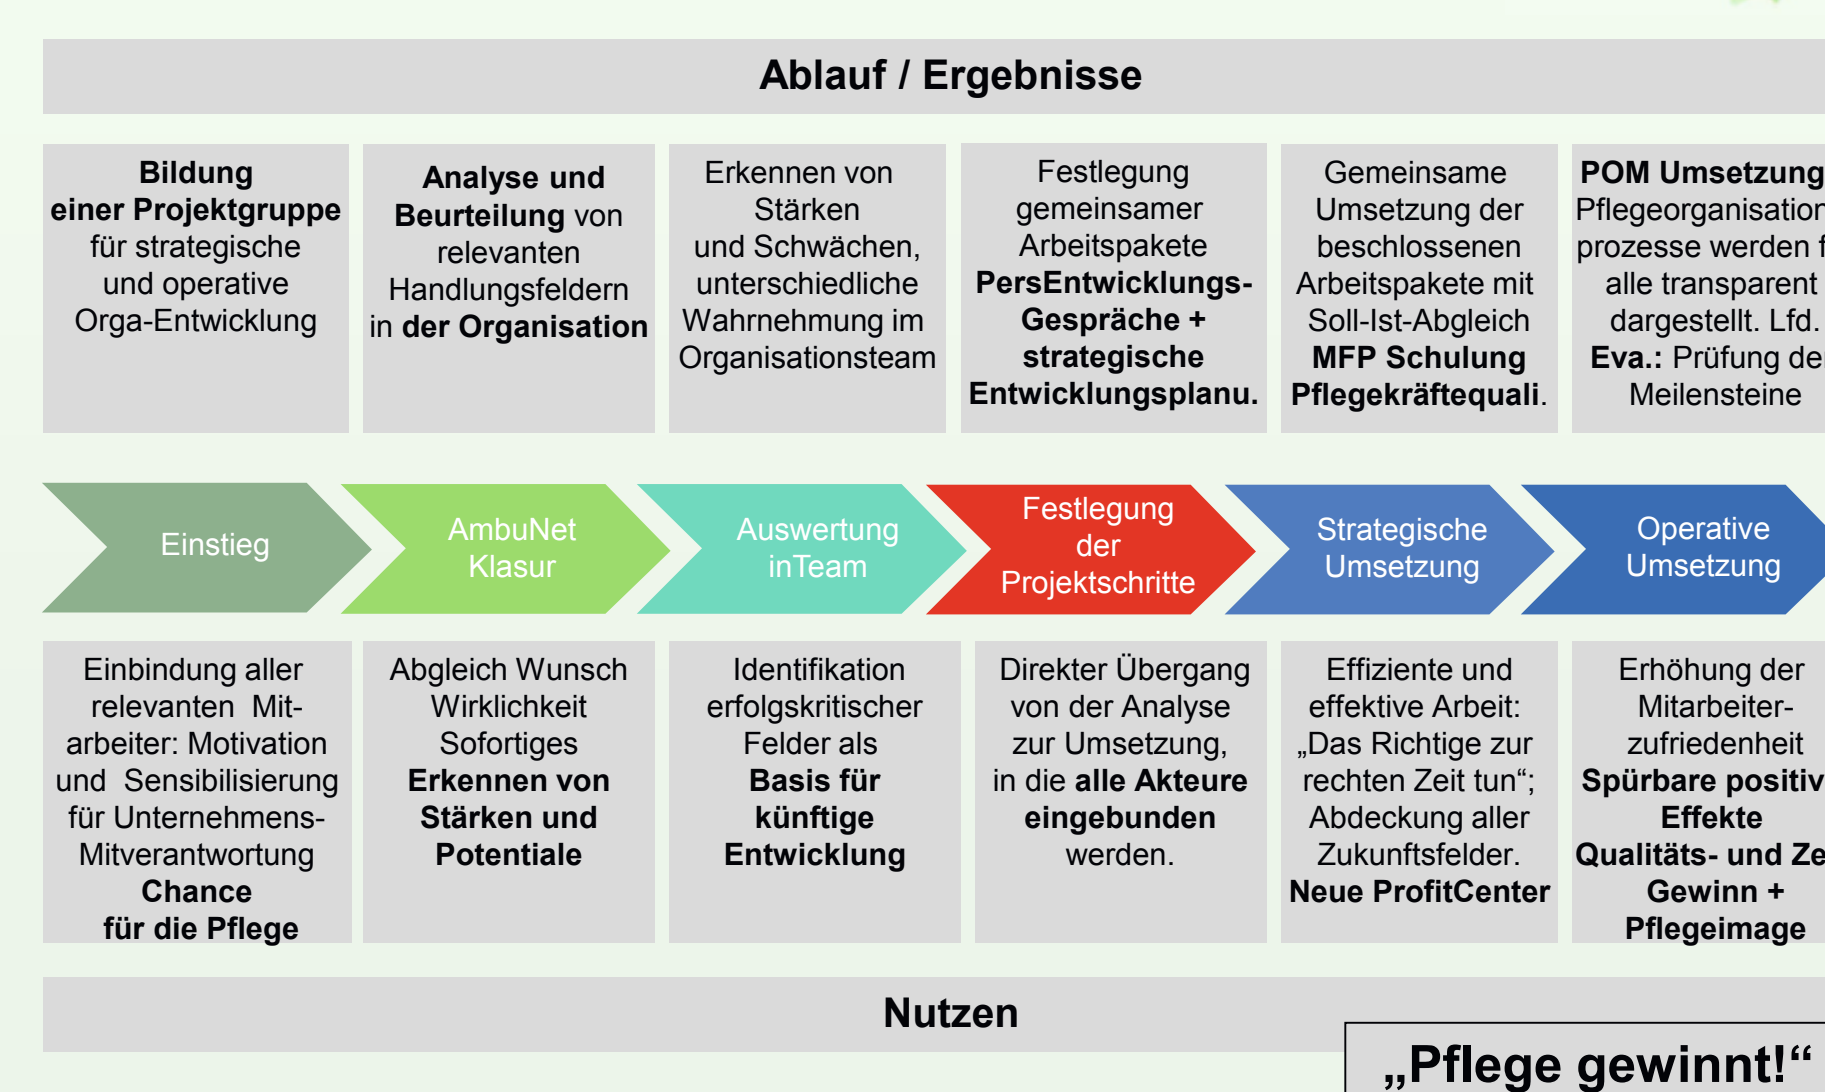 Ablauf / Ergebnisse
Bildung
einer Projektgruppe
für strategische
und operative
Orga-Entwicklung
Analyse und
Beurteilung von
relevanten
Handlungsfeldern
in der Organisation
Erkennen von
Stärken
und Schwächen,
unterschiedliche
Wahrnehmung im
Organisationsteam
Festlegung
gemeinsamer
Arbeitspakete
PersEntwicklungs-
Gespräche +
strategische
Entwicklungsplanu.
Gemeinsame
Umsetzung der
beschlossenen
Arbeitspakete mit
Soll-Ist-Abgleich
MFP Schulung
Pflegekräftequali.
POM Umsetzung
Pflegeorganisation
prozesse werden
alle transparent
dargestellt. Lfd.
Eva.: Prüfung der
Meilensteine
Einstieg
AmbuNet
Klasur
Auswertung
inTeam
Festlegung
der
Projektschritte
Strategische
Umsetzung
Operative
Umsetzung
Einbindung aller
relevanten Mit-
arbeiter: Motivation
und Sensibilisierung
für Unternehmens-
Mitverantwortung
Chance
für die Pflege
Abgleich Wunsch
Wirklichkeit
Sofortiges
Erkennen von
Stärken und
Potentiale
Identifikation
erfolgskritischer
Felder als
Basis für
künftige
Entwicklung
Direkter Übergang
von der Analyse
zur Umsetzung,
in die alle Akteure
eingebunden
werden.
Effiziente und
effektive Arbeit:
„Das Richtige zur
rechten Zeit tun“;
Abdeckung aller
Zukunftsfelder.
Neue ProfitCenter
Erhöhung der
Mitarbeiter-
zufriedenheit
Spürbare positiv
Effekte
Qualitäts- und
Gewinn +
Pflegeimage
Nutzen
„Pflege gewinnt!“